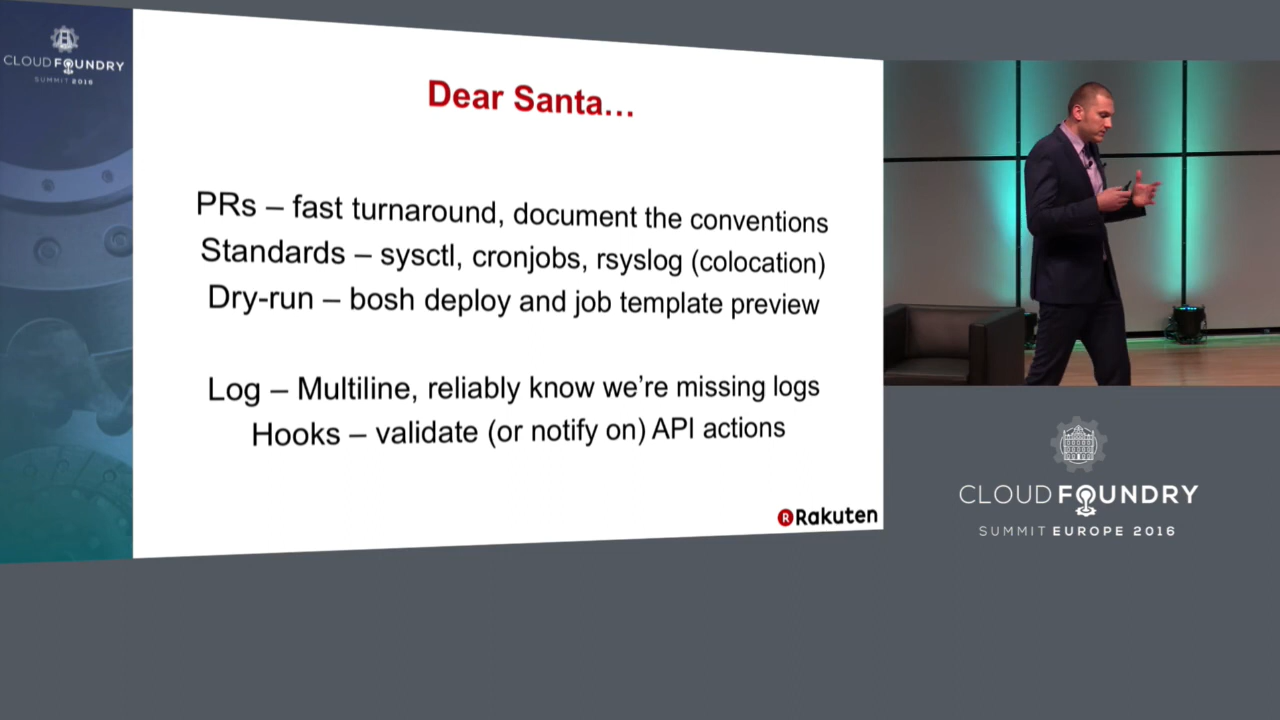 CLOUD FOUNDRY
SUMMIT 2016
Dear Santa...
PRs – fast turnaround, document the conventions
Standards – sysctl, cronjobs, rsyslog (colocation)
Dry-run – bosh deploy and job template preview
Log – Multiline, reliably know we're missing logs
Hooks – validate (or notify on) API actions
R Rakuten
CLOUD FOUNDRY
SUMMIT EUROPE 2016